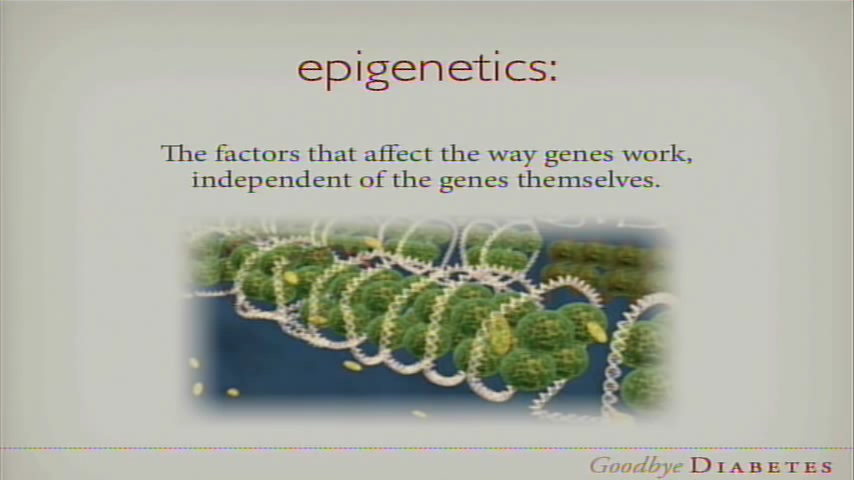 epigenetics:
The factors that affect the way genes work,
independent of the genes themselves.
Goodbye DIABETES